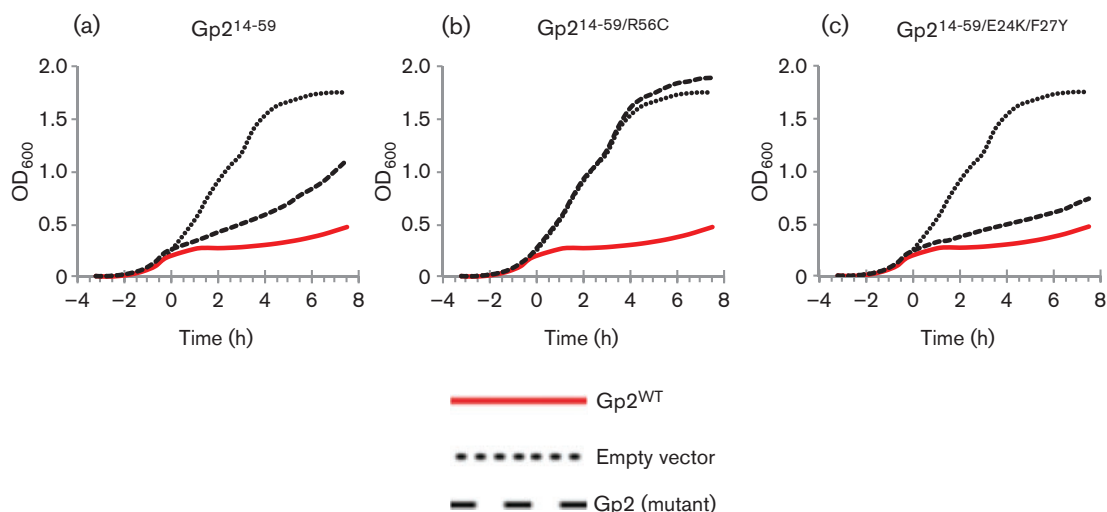 (a) Gp2¹⁴⁻⁵⁹
(b) Gp2¹⁴⁻⁵⁹/ᴿ⁵⁶ᶜ
(c) Gp2¹⁴⁻⁵⁹/ᴱ²⁴ᴷ/ᶠ²⁷ʸ
2.0 2.0 2.0
1.5 1.5 1.5
1.0 1.0 1.0
0.5 0.5 0.5
0 0 0
OD₆₀₀ OD₆₀₀ OD₆₀₀
−4 −2 0 2 4 6 8 −4 −2 0 2 4 6 8 −4 −2 0 2 4 6 8
Time (h) Time (h) Time (h)
Gp2ᵂᵀ
Empty vector
Gp2 (mutant)